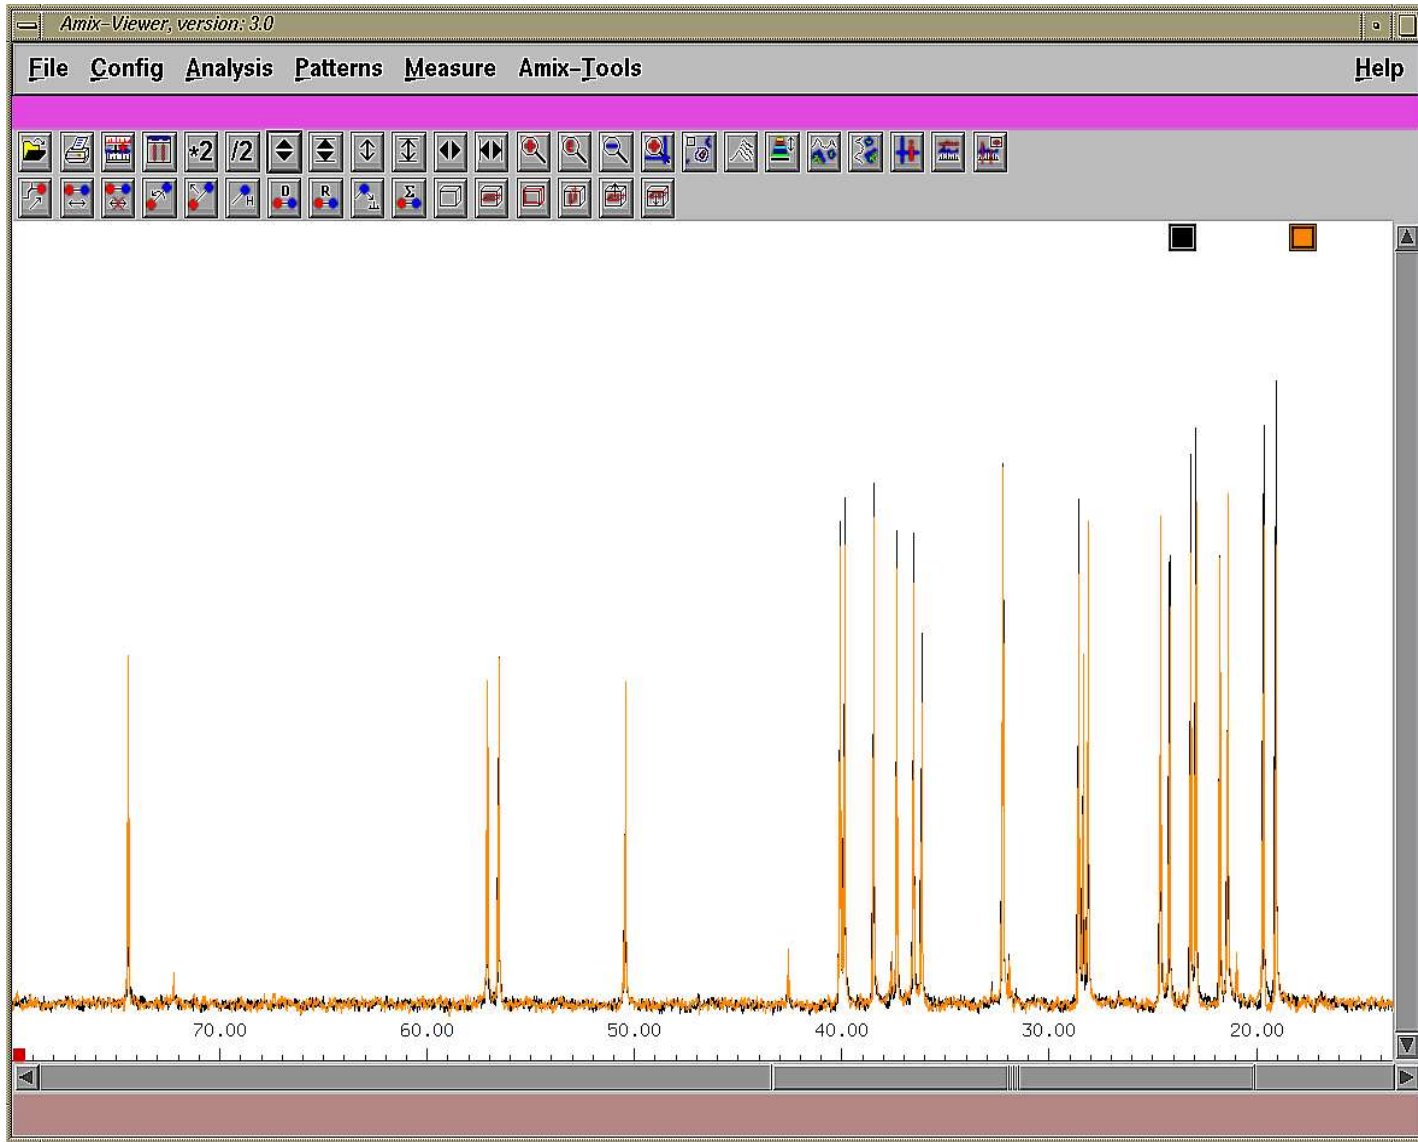 Amix-Viewer, version: 3.0
File Config Analysis Patterns Measure Amix-Tools Help
*2 /2
H D R Σ
70.00 60.00 50.00 40.00 30.00 20.00